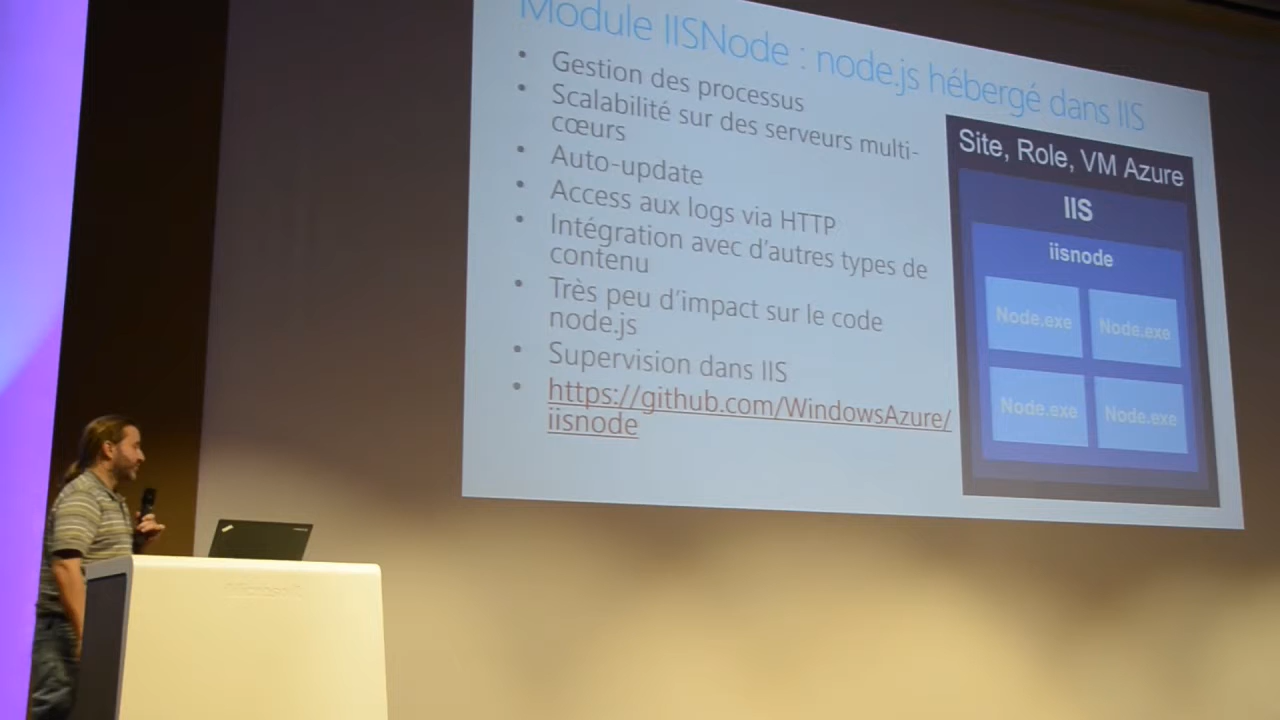 Module IISNode : node.js hébergé dans IIS
• Gestion des processus
• Scalabilité sur des serveurs multi-
cœurs
• Auto-update
• Access aux logs via HTTP
• Intégration avec d'autres types de
contenu
• Très peu d'impact sur le code
node.js
• Supervision dans IIS
• https://github.com/WindowsAzure/
iisnode
Site, Role, VM Azure
IIS
iisnode
Node.exe Node.exe
Node.exe Node.exe
Microsoft